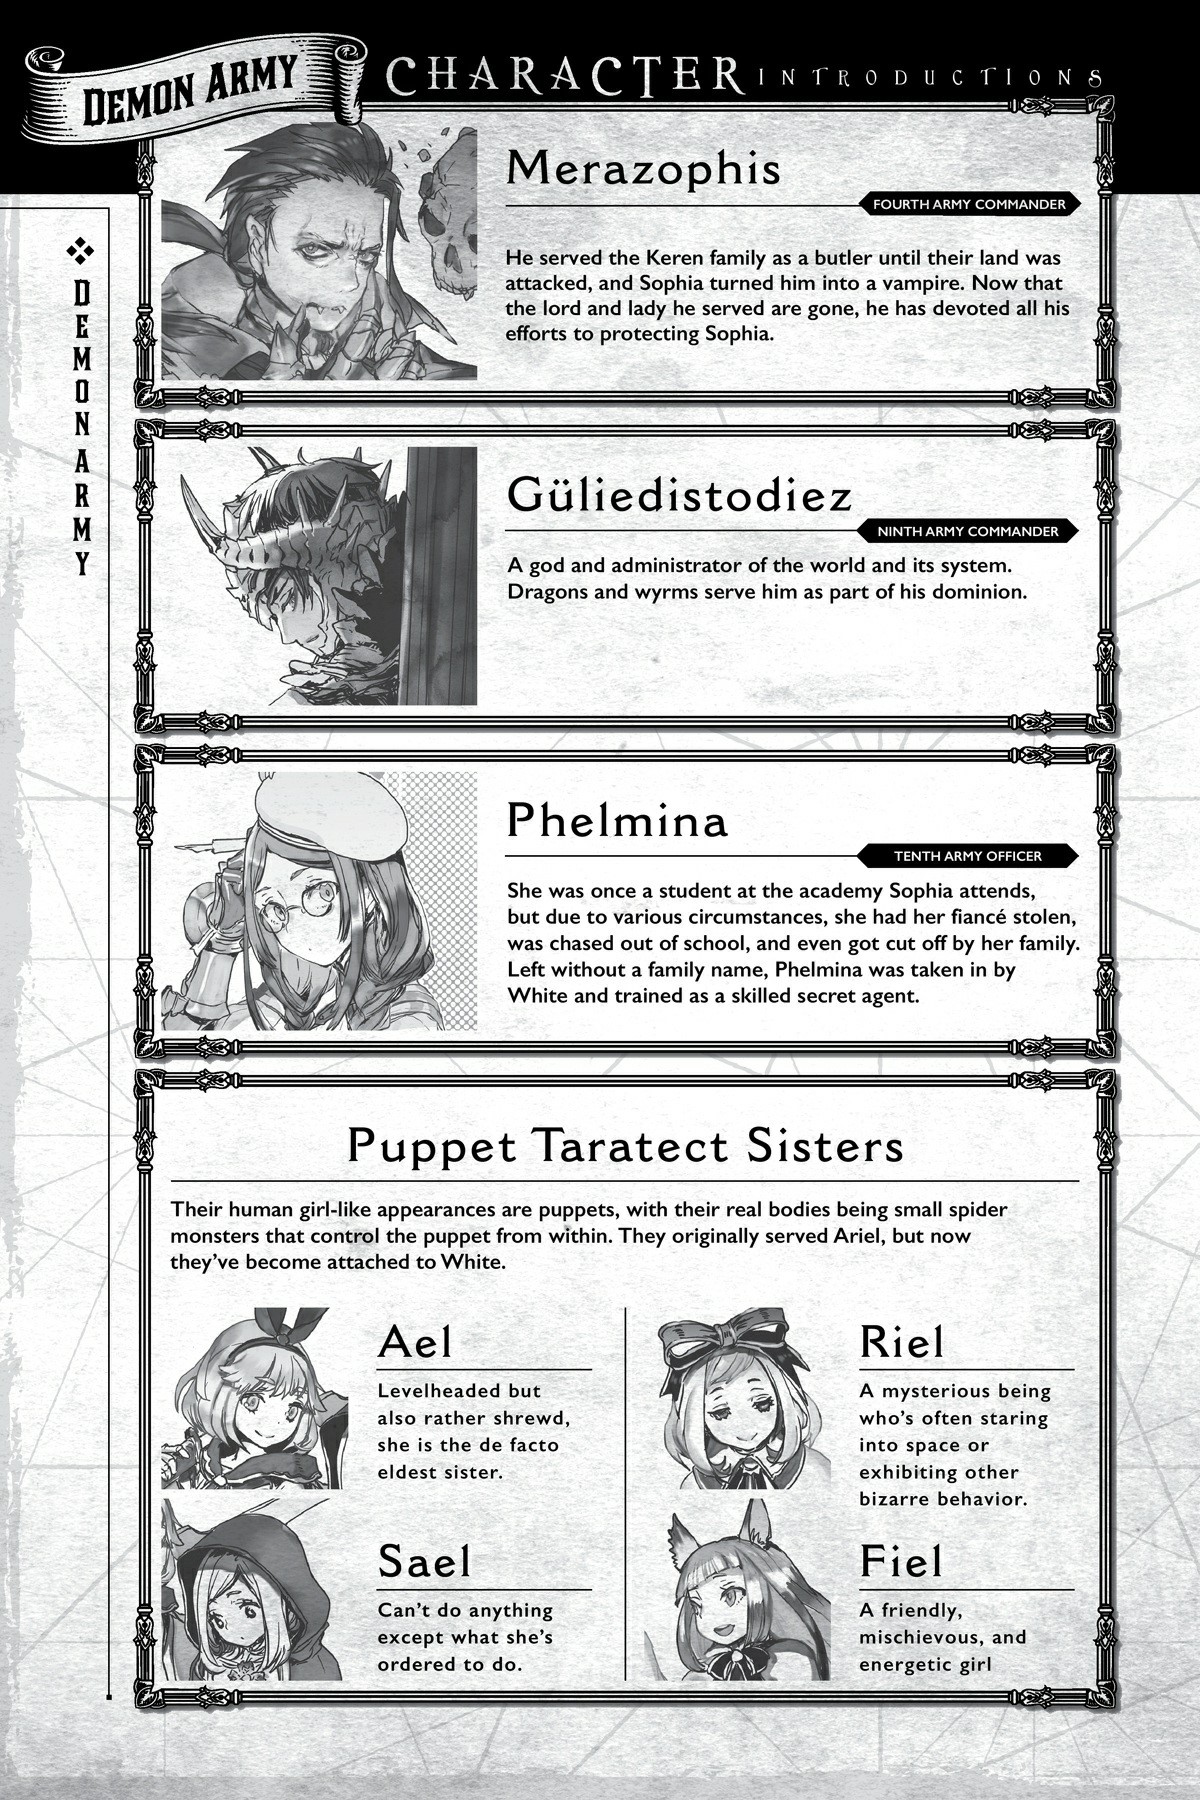 DEMON ARMY
CHARACTER INTRODUCTIONS
DEMON ARMY
Merazophis
FOURTH ARMY COMMANDER
He served the Keren family as a butler until their land was
attacked, and Sophia turned him into a vampire. Now that
the lord and lady he served are gone, he has devoted all his
efforts to protecting Sophia.
Güliedistodiez
NINTH ARMY COMMANDER
A god and administrator of the world and its system.
Dragons and wyrms serve him as part of his dominion.
Phelmina
TENTH ARMY OFFICER
She was once a student at the academy Sophia attends,
but due to various circumstances, she had her fiancé stolen,
was chased out of school, and even got cut off by her family.
Left without a family name, Phelmina was taken in by
White and trained as a skilled secret agent.
Puppet Taratect Sisters
Their human girl-like appearances are puppets, with their real bodies being small spider
monsters that control the puppet from within. They originally served Ariel, but now
they've become attached to White.
Ael
Levelheaded but
also rather shrewd,
she is the de facto
eldest sister.
Riel
A mysterious being
who's often staring
into space or
exhibiting other
bizarre behavior.
Sael
Can't do anything
except what she's
ordered to do.
Fiel
A friendly,
mischievous, and
energetic girl